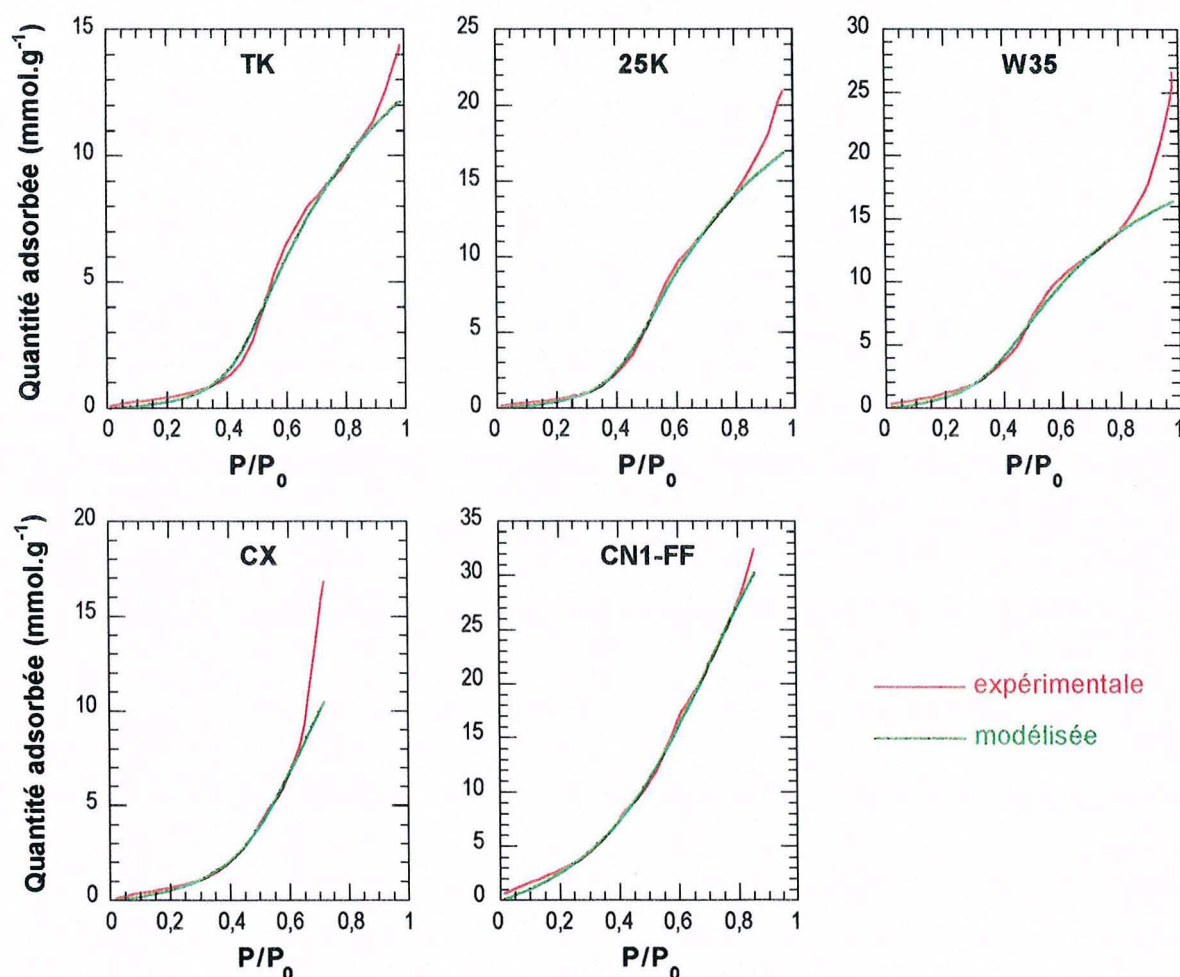 Quantité adsorbée (mmol.g⁻¹)
TK
15
10
5
0
0 0,2 0,4 0,6 0,8 1
P/P₀
25K
25
20
15
10
5
0
0 0,2 0,4 0,6 0,8 1
P/P₀
W35
30
25
20
15
10
5
0
0 0,2 0,4 0,6 0,8 1
P/P₀
Quantité adsorbée (mmol.g⁻¹)
CX
20
15
10
5
0
0 0,2 0,4 0,6 0,8 1
P/P₀
CN1-FF
35
30
25
20
15
10
5
0
0 0,2 0,4 0,6 0,8 1
P/P₀
expérimentale
modélisée